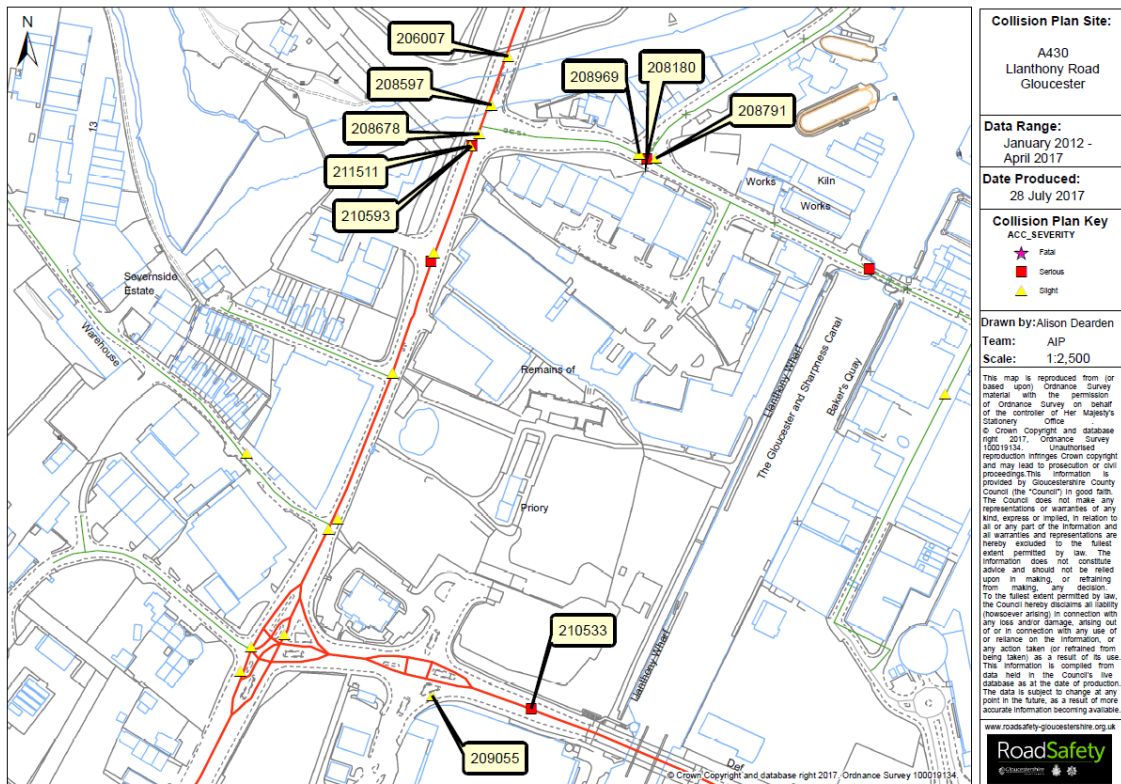 N
206007
208597
208678
211511
210593
208969
208180
208791
13
Works
Kiln
Works
Severnside
Estate
Warehouse
Remains of
Priory
Llanthony Wharf
The Gloucester and Sharpness Canal
Baker's Quay
Llanthony Wharf
210533
209055
Def
© Crown Copyright and database right 2017. Ordnance Survey 100019134.
Collision Plan Site:
A430
Llanthony Road
Gloucester
Data Range:
January 2012 -
April 2017
Date Produced:
28 July 2017
Collision Plan Key
ACC_SEVERITY
Fatal
Serious
Slight
Drawn by:Alison Dearden
Team: AIP
Scale: 1:2,500
This map is reproduced from (or
based upon) Ordnance Survey
material with the permission
of Ordnance Survey on behalf
of the controller of Her Majesty's
Stationery Office
© Crown Copyright and database
right 2017. Ordnance Survey
100019134. Unauthorised
reproduction infringes Crown copyright
and may lead to prosecution or civil
proceedings.This information is
provided by Gloucestershire County
Council (the "Council") in good faith.
The Council does not make any
representations or warranties of any
kind, express or implied, in relation to
all or any part of the information and
all warranties and representations are
hereby excluded to the fullest
extent permitted by law. The
information does not constitute
advice and should not be relied
upon in making, or refraining
from making, any decision.
To the fullest extent permitted by law,
the Council hereby disclaims all liability
(howsoever arising) in connection with
any loss and/or damage, arising out
of or in connection with any use of
or reliance on the information, or
any action taken (or refrained from
being taken) as a result of its use.
This information is compiled from
data held in the Council's live
database as at the date of production.
The data is subject to change at any
point in the future, as a result of more
accurate information becoming available.
www.roadsafety-gloucestershire.org.uk
RoadSafety
Gloucestershire